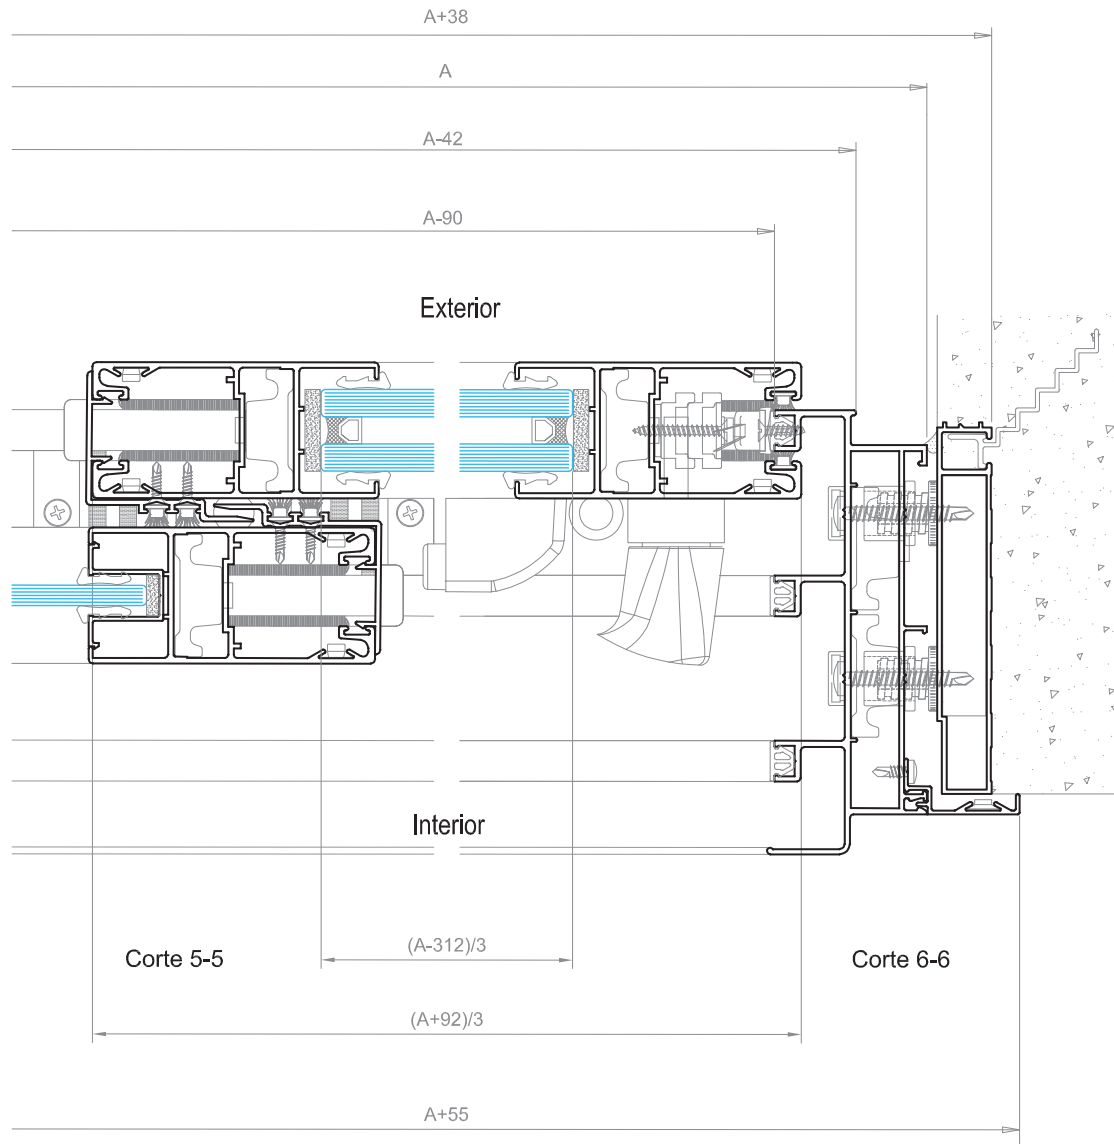 A+38
A
A-42
A-90
Exterior
Interior
Corte 5-5
(A-312)/3
Corte 6-6
(A+92)/3
A+55